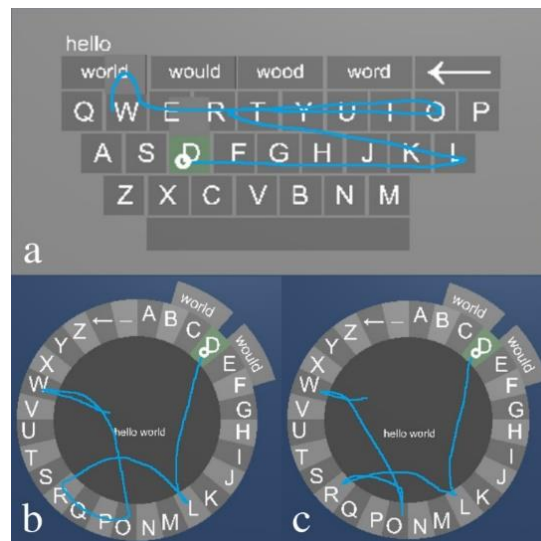 hello
world would wood word ←
Q W E R T Y U I O P
A S D F G H J K L
Z X C V B N M
a
world
would
A B C D E F G H I J K L M N O P Q R S T U V W X Y Z ← _
hello world
b
world
would
A B C D E F G H I J K L M N O P Q R S T U V W X Y Z ← _
hello world
c